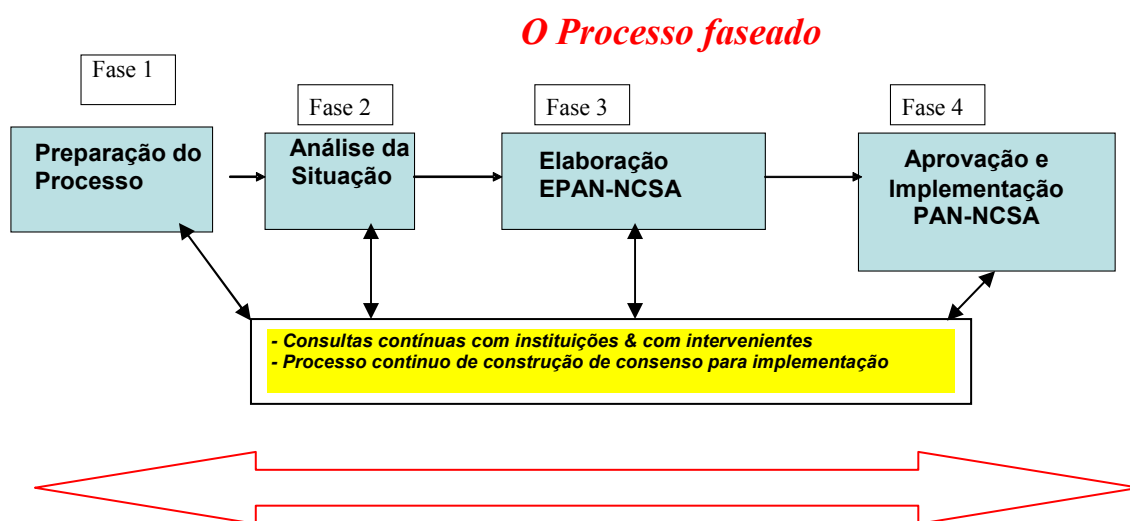 O Processo faseado
Fase 1
Fase 2
Fase 3
Fase 4
Preparação do
Processo
Análise da
Situação
Elaboração
EPAN-NCSA
Aprovação e
Implementação
PAN-NCSA
- Consultas contínuas com instituições & com intervenientes
- Processo continuo de construção de consenso para implementação